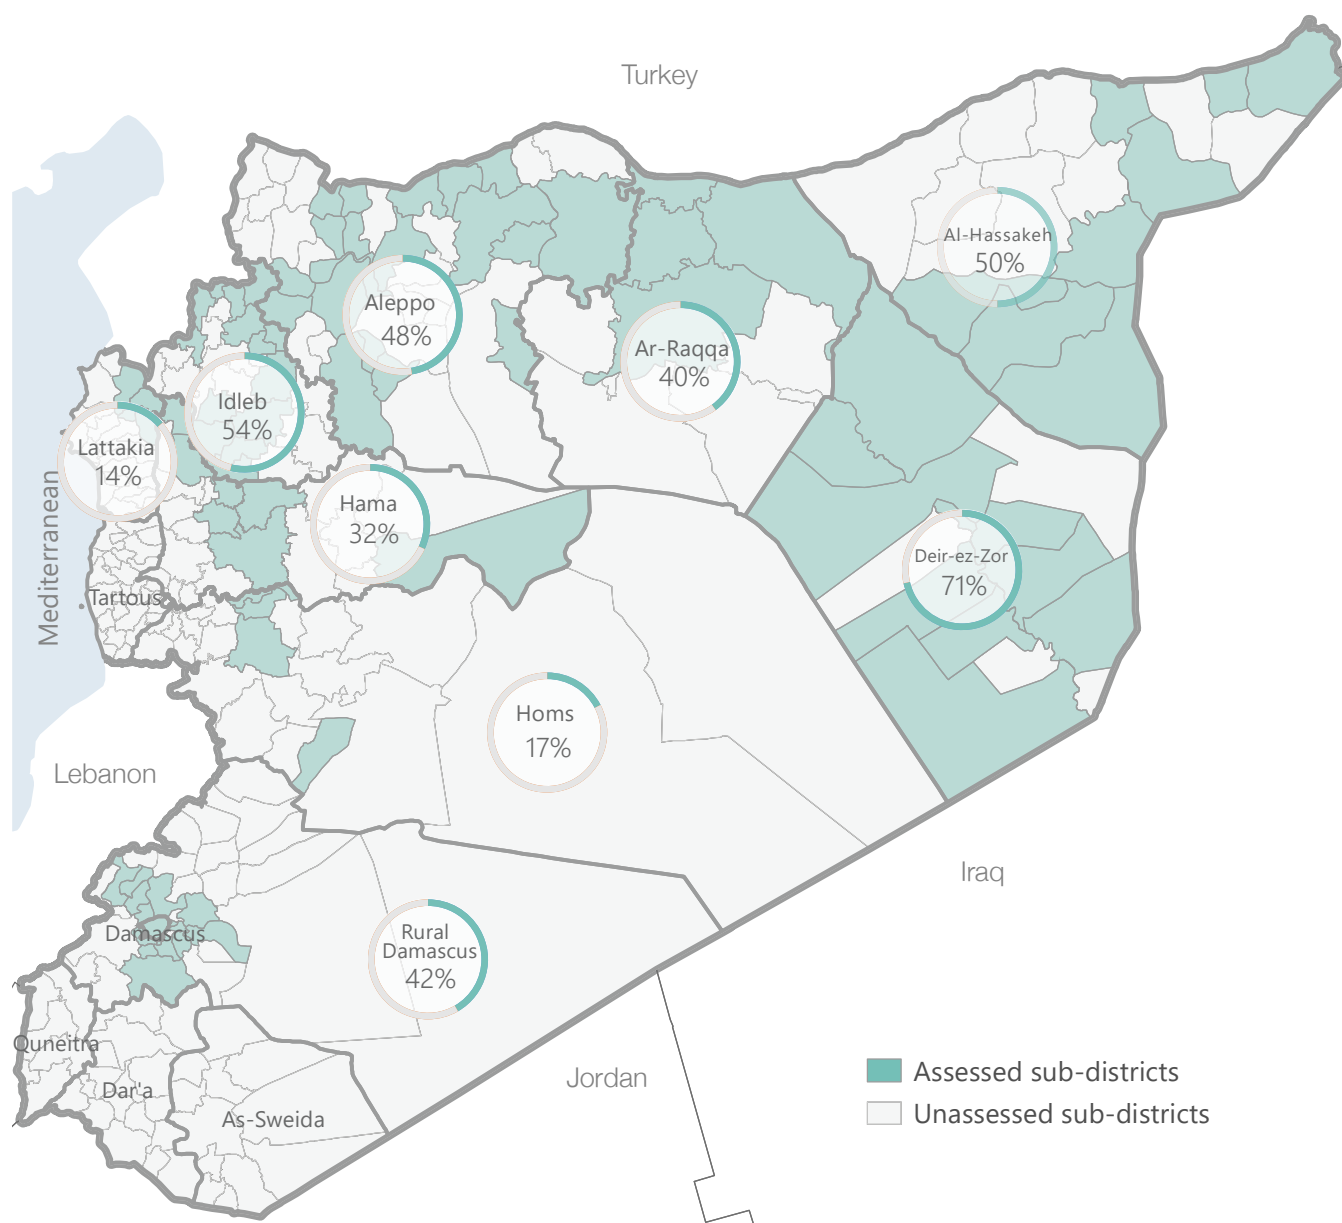 Turkey
Al-Hassakeh
50%
Aleppo
48%
Ar-Raqqa
40%
Idleb
54%
Lattakia
14%
Mediterranean
Hama
32%
Deir-ez-Zor
71%
Tartous
Homs
17%
Lebanon
Iraq
Damascus
Rural
Damascus
42%
Quneitra
Dar'a
As-Sweida
Jordan
Assessed sub-districts
Unassessed sub-districts